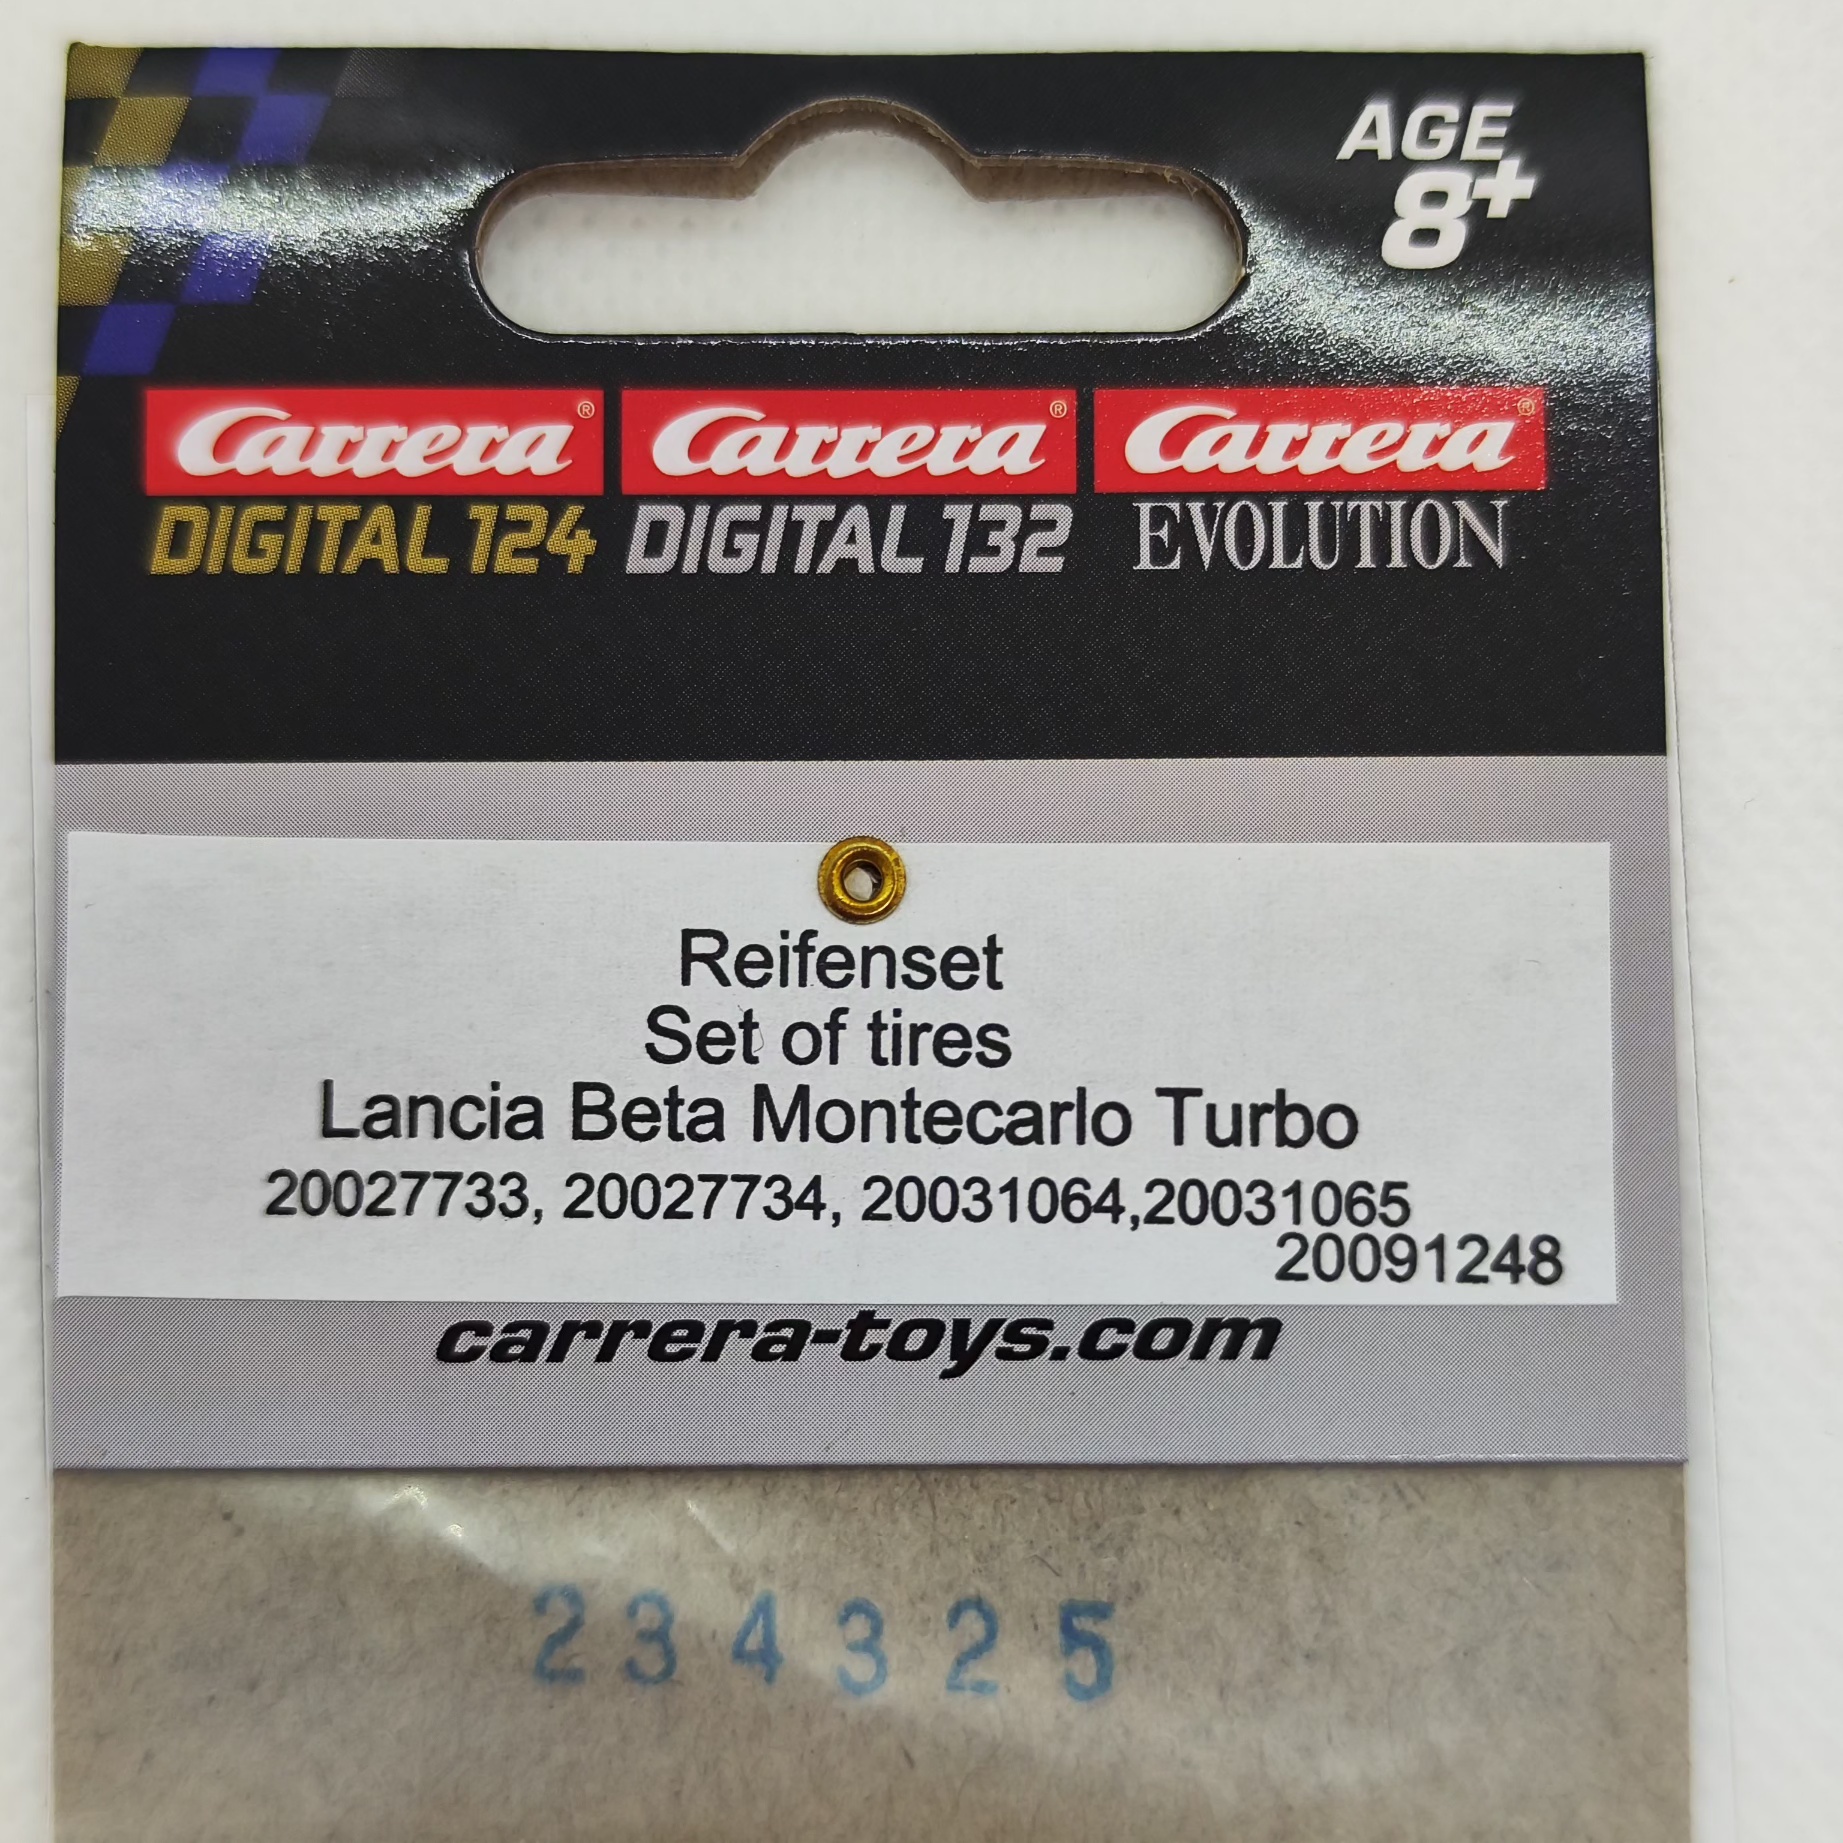 AGE
8+
Carrera® Carrera® Carrera®
DIGITAL 124 DIGITAL 132 EVOLUTION
Reifenset
Set of tires
Lancia Beta Montecarlo Turbo
20027733, 20027734, 20031064,20031065
20091248
carrera-toys.com
234325